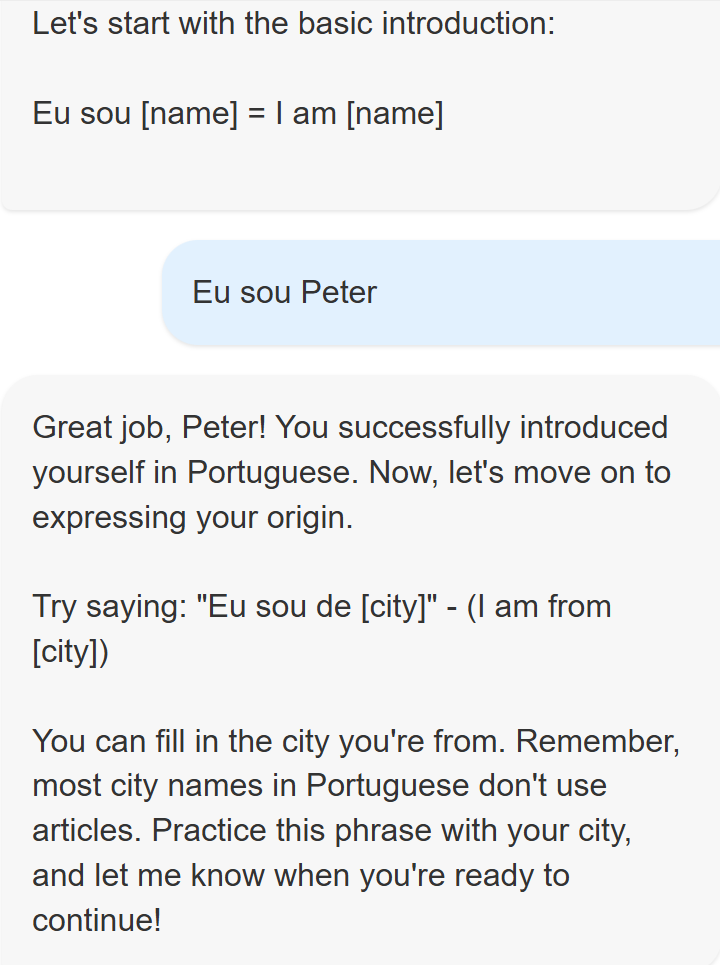 Let's start with the basic introduction:
Eu sou [name] = I am [name]
Eu sou Peter
Great job, Peter! You successfully introduced
yourself in Portuguese. Now, let's move on to
expressing your origin.
Try saying: "Eu sou de [city]" - (I am from
[city])
You can fill in the city you're from. Remember,
most city names in Portuguese don't use
articles. Practice this phrase with your city,
and let me know when you're ready to
continue!